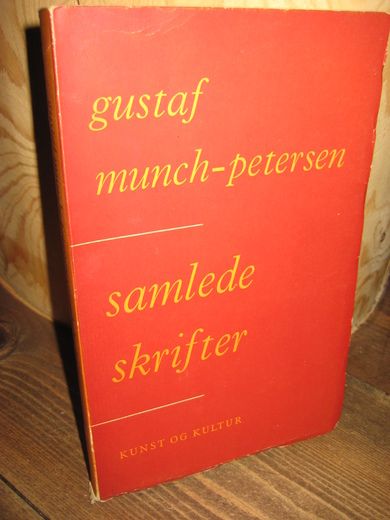 gustaf
munch-petersen
samlede
skrifter
KUNST OG KULTUR